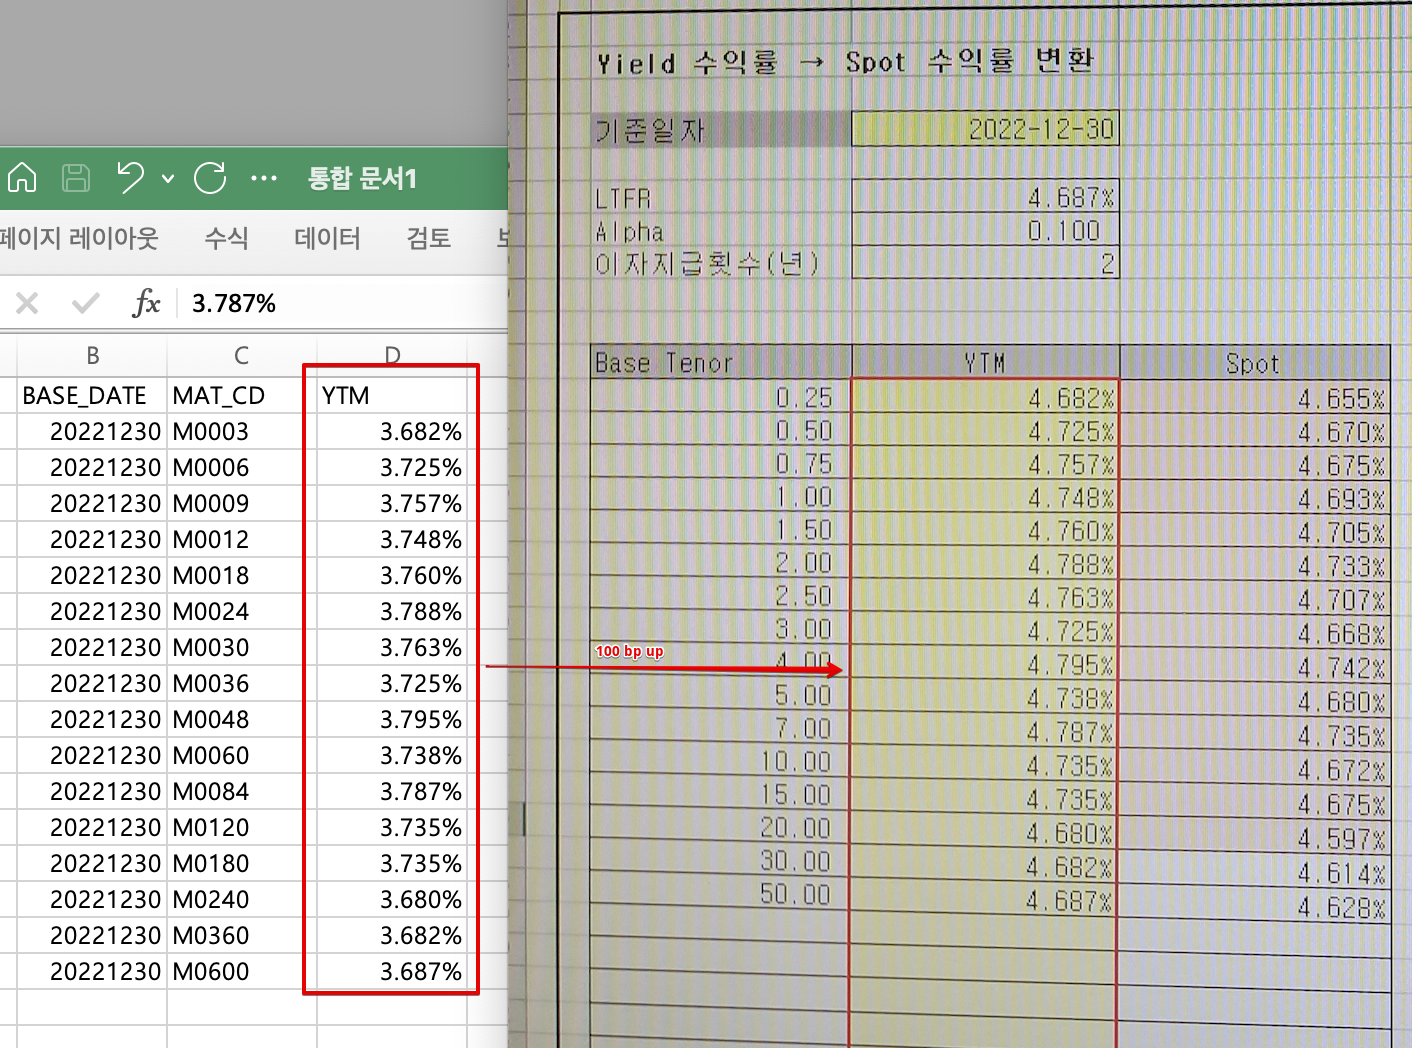 통합 문서1
페이지 레이아웃 수식 데이터 검토
fx 3.787%
B C D
BASE_DATE MAT_CD YTM
20221230 M0003 3.682%
20221230 M0006 3.725%
20221230 M0009 3.757%
20221230 M0012 3.748%
20221230 M0018 3.760%
20221230 M0024 3.788%
20221230 M0030 3.763%
20221230 M0036 3.725%
20221230 M0048 3.795%
20221230 M0060 3.738%
20221230 M0084 3.787%
20221230 M0120 3.735%
20221230 M0180 3.735%
20221230 M0240 3.680%
20221230 M0360 3.682%
20221230 M0600 3.687%
100 bp up
Yield 수익률 → Spot 수익률 변환
기준일자 2022-12-30
LTFR 4.687%
Alpha 0.100
이자지급횟수(년) 2
Base Tenor YTM Spot
0.25 4.682% 4.655%
0.50 4.725% 4.670%
0.75 4.757% 4.675%
1.00 4.748% 4.693%
1.50 4.760% 4.705%
2.00 4.788% 4.733%
2.50 4.763% 4.707%
3.00 4.725% 4.668%
4.00 4.795% 4.742%
5.00 4.738% 4.680%
7.00 4.787% 4.735%
10.00 4.735% 4.672%
15.00 4.735% 4.675%
20.00 4.680% 4.597%
30.00 4.682% 4.614%
50.00 4.687% 4.628%